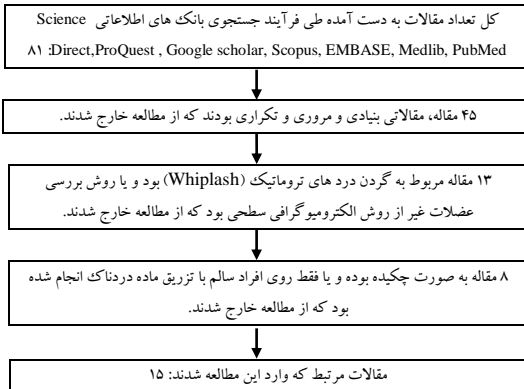 کل تعداد مقالات به دست آمده طی فرآیند جستجوی بانک های اطلاعاتی Science
۸۱ :Direct,ProQuest , Google scholar, Scopus, EMBASE, Medlib, PubMed
۴۵ مقاله، مقالاتی بنیادی و مروری و تکراری بودند که از مطالعه خارج شدند.
۱۳ مقاله مربوط به گردن درد های تروماتیک (Whiplash) بود و یا روش بررسی
عضلات غیر از روش الکترومیوگرافی سطحی بود که از مطالعه خارج شدند.
۸ مقاله به صورت چکیده بوده و یا فقط روی افراد سالم با تزریق ماده دردناک انجام شده
بود که از مطالعه خارج شدند.
مقالات مرتبط که وارد این مطالعه شدند: ۱۵